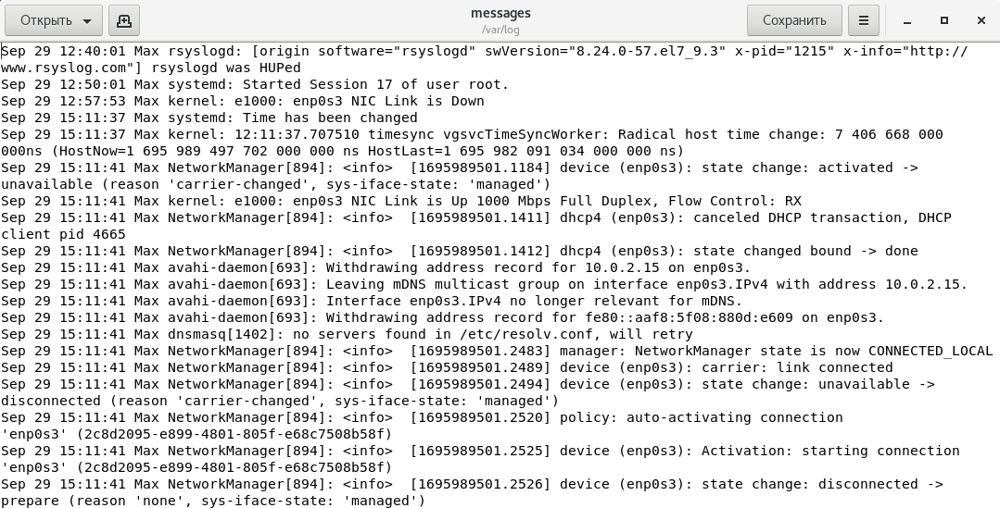 Открыть
messages
/var/log
Сохранить
Sep 29 12:40:01 Max rsyslogd: [origin software="rsyslogd" swVersion="8.24.0-57.el7_9.3" x-pid="1215" x-info="http://
www.rsyslog.com"] rsyslogd was HUPed
Sep 29 12:50:01 Max systemd: Started Session 17 of user root.
Sep 29 12:57:53 Max kernel: e1000: enp0s3 NIC Link is Down
Sep 29 15:11:37 Max systemd: Time has been changed
Sep 29 15:11:37 Max kernel: 12:11:37.707510 timesync vgsvcTimeSyncWorker: Radical host time change: 7 406 668 000
000ns (HostNow=1 695 989 497 702 000 000 ns HostLast=1 695 982 091 034 000 000 ns)
Sep 29 15:11:41 Max NetworkManager[894]: <info>  [1695989501.1184] device (enp0s3): state change: activated ->
unavailable (reason 'carrier-changed', sys-iface-state: 'managed')
Sep 29 15:11:41 Max kernel: e1000: enp0s3 NIC Link is Up 1000 Mbps Full Duplex, Flow Control: RX
Sep 29 15:11:41 Max NetworkManager[894]: <info>  [1695989501.1411] dhcp4 (enp0s3): canceled DHCP transaction, DHCP
client pid 4665
Sep 29 15:11:41 Max NetworkManager[894]: <info>  [1695989501.1412] dhcp4 (enp0s3): state changed bound -> done
Sep 29 15:11:41 Max avahi-daemon[693]: Withdrawing address record for 10.0.2.15 on enp0s3.
Sep 29 15:11:41 Max avahi-daemon[693]: Leaving mDNS multicast group on interface enp0s3.IPv4 with address 10.0.2.15.
Sep 29 15:11:41 Max avahi-daemon[693]: Interface enp0s3.IPv4 no longer relevant for mDNS.
Sep 29 15:11:41 Max avahi-daemon[693]: Withdrawing address record for fe80::aaf8:5f08:880d:e609 on enp0s3.
Sep 29 15:11:41 Max dnsmasq[1402]: no servers found in /etc/resolv.conf, will retry
Sep 29 15:11:41 Max NetworkManager[894]: <info>  [1695989501.2483] manager: NetworkManager state is now CONNECTED_LOCAL
Sep 29 15:11:41 Max NetworkManager[894]: <info>  [1695989501.2489] device (enp0s3): carrier: link connected
Sep 29 15:11:41 Max NetworkManager[894]: <info>  [1695989501.2494] device (enp0s3): state change: unavailable ->
disconnected (reason 'carrier-changed', sys-iface-state: 'managed')
Sep 29 15:11:41 Max NetworkManager[894]: <info>  [1695989501.2520] policy: auto-activating connection
'enp0s3' (2c8d2095-e899-4801-805f-e68c7508b58f)
Sep 29 15:11:41 Max NetworkManager[894]: <info>  [1695989501.2525] device (enp0s3): Activation: starting connection
'enp0s3' (2c8d2095-e899-4801-805f-e68c7508b58f)
Sep 29 15:11:41 Max NetworkManager[894]: <info>  [1695989501.2526] device (enp0s3): state change: disconnected ->
prepare (reason 'none', sys-iface-state: 'managed')